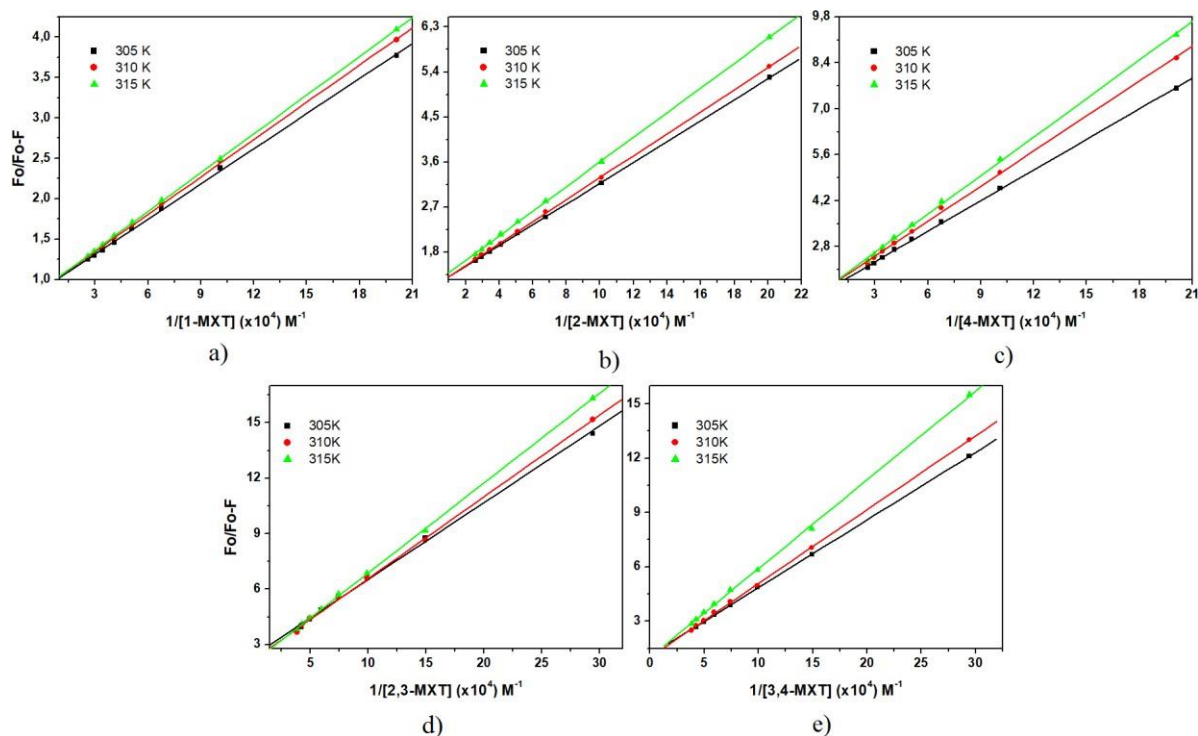 4,0
3,5
3,0
2,5
2,0
1,5
1,0
Fo/Fo-F
305 K
310 K
315 K
3 6 9 12 15 18 21
1/[1-MXT] (x10⁴) M⁻¹
a)
6,3
5,4
4,5
3,6
2,7
1,8
305 K
310 K
315 K
2 4 6 8 10 12 14 16 18 20 22
1/[2-MXT] (x10⁴) M⁻¹
b)
9,8
8,4
7,0
5,6
4,2
2,8
305 K
310 K
315 K
3 6 9 12 15 18 21
1/[4-MXT] (x10⁴) M⁻¹
c)
15
12
9
6
3
Fo/Fo-F
305K
310K
315K
5 10 15 20 25 30
1/[2,3-MXT] (x10⁴) M⁻¹
d)
15
12
9
6
3
305K
310K
315K
0 5 10 15 20 25 30
1/[3,4-MXT] (x10⁴) M⁻¹
e)